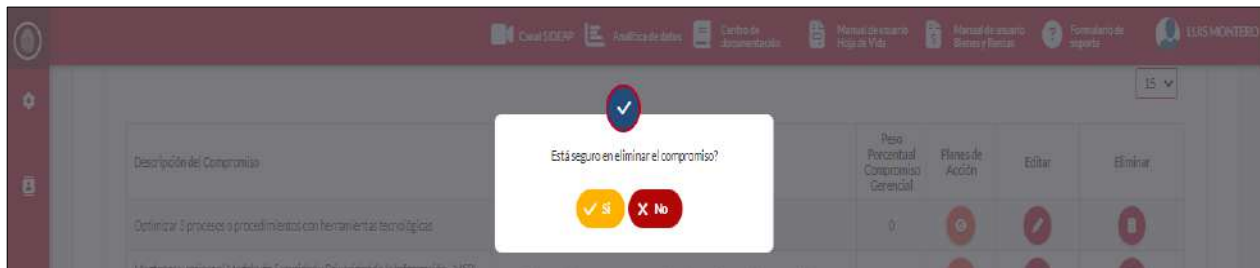 Canal SIDEAP
Analítica de datos
Centro de
documentación
Manual de usuario
Hoja de Vida
Manual de usuario
Bienes y Rentas
Formulario de
soporte
LUIS MONTERO
15
Está seguro en eliminar el compromiso?
Sí
No
Descripción del Compromiso
Peso
Porcentual
Compromiso
Gerencial
Planes de
Acción
Editar
Eliminar
Optimizar 3 procesos o procedimientos con herramientas tecnológicas
0